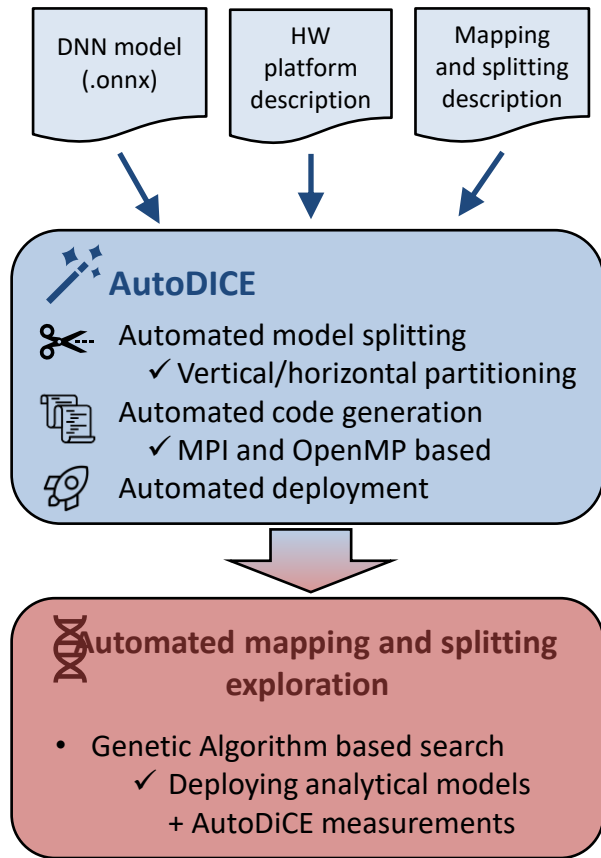 DNN model
(.onnx)
HW
platform
description
Mapping
and splitting
description
AutoDICE
Automated model splitting
✓ Vertical/horizontal partitioning
Automated code generation
✓ MPI and OpenMP based
Automated deployment
Automated mapping and splitting
exploration
• Genetic Algorithm based search
✓ Deploying analytical models
+ AutoDiCE measurements